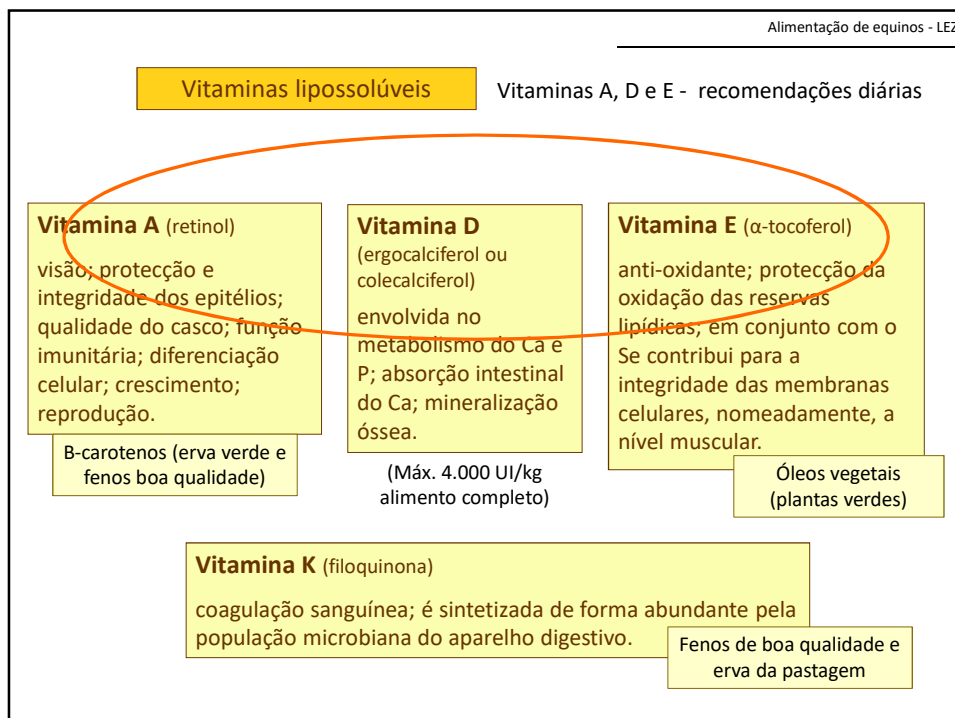 Alimentação de equinos - LEZ
Vitaminas lipossolúveis
Vitaminas A, D e E - recomendações diárias
Vitamina A (retinol)
visão; protecção e
integridade dos epitélios;
qualidade do casco; função
imunitária; diferenciação
celular; crescimento;
reprodução.
B-carotenos (erva verde e
fenos boa qualidade)
Vitamina D
(ergocalciferol ou
colecalciferol)
envolvida no
metabolismo do Ca e
P; absorção intestinal
do Ca; mineralização
óssea.
(Máx. 4.000 UI/kg
alimento completo)
Vitamina E (α-tocoferol)
anti-oxidante; protecção da
oxidação das reservas
lipídicas; em conjunto com o
Se contribui para a
integridade das membranas
celulares, nomeadamente, a
nível muscular.
Óleos vegetais
(plantas verdes)
Vitamina K (filoquinona)
coagulação sanguínea; é sintetizada de forma abundante pela
população microbiana do aparelho digestivo.
Fenos de boa qualidade e
erva da pastagem